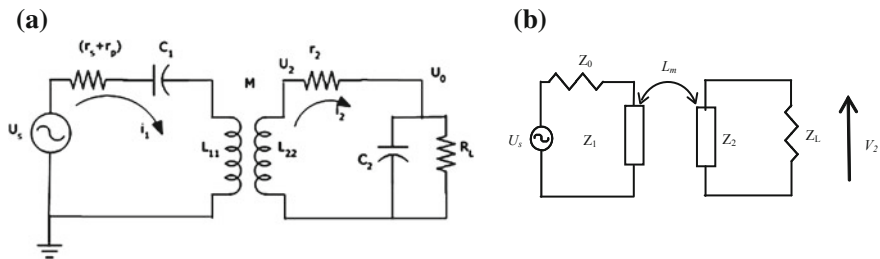 (a)
(rs+rp)
C1
M
U2
r2
U0
Us
i1
L11
L22
i2
C2
RL
(b)
Z0
Lm
Us
Z1
Z2
ZL
V2